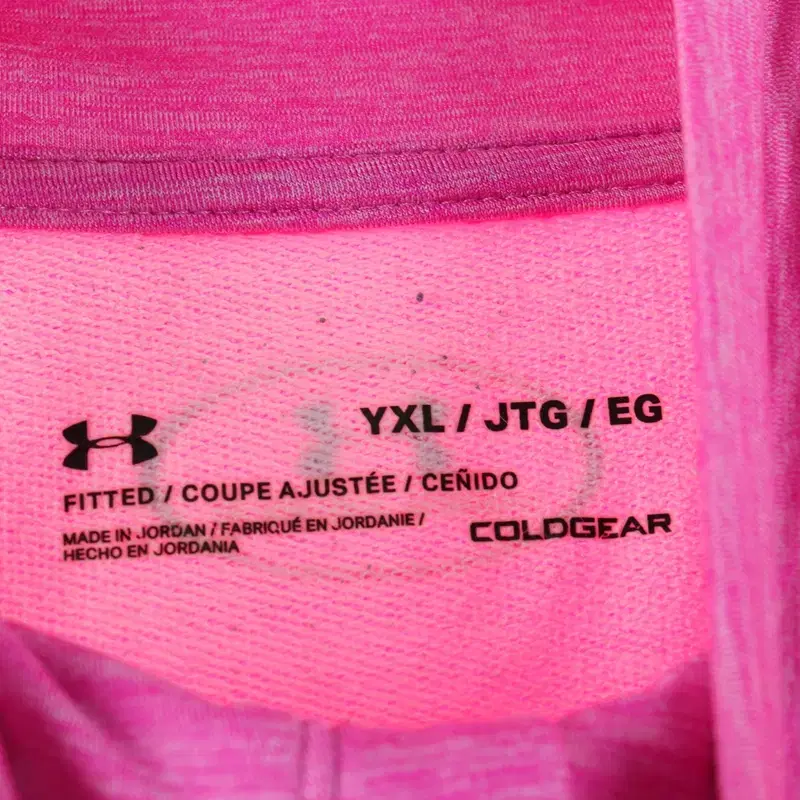 YXL / JTG / EG
FITTED / COUPE AJUSTÉE / CEÑIDO
MADE IN JORDAN / FABRIQUÉ EN JORDANIE /
HECHO EN JORDANIA
COLDGEAR